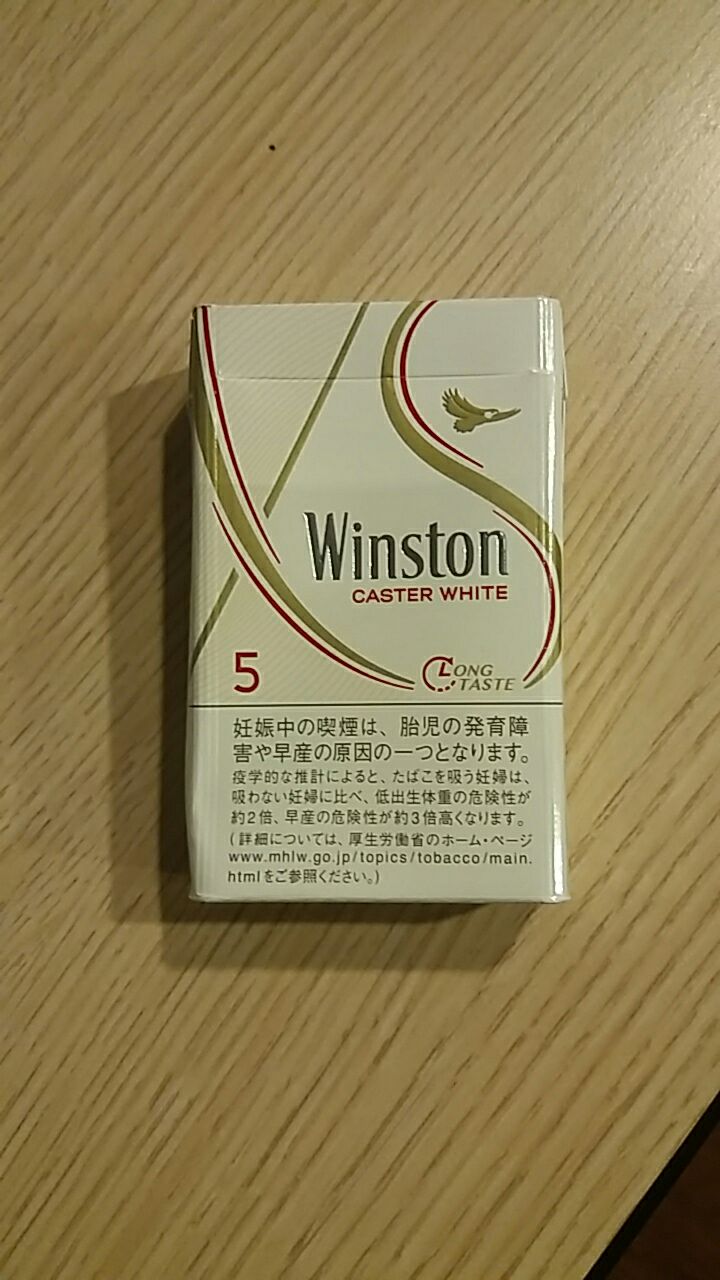 Winston
CASTER WHITE
5
LONG
TASTE
妊娠中の喫煙は、胎児の発育障
害や早産の原因の一つとなります。
疫学的な推計によると、たばこを吸う妊婦は、
吸わない妊婦に比べ、低出生体重の危険性が
約2倍、早産の危険性が約3倍高くなります。
(詳細については、厚生労働省のホーム・ページ
www.mhlw.go.jp/topics/tobacco/main.
htmlをご参照ください。)